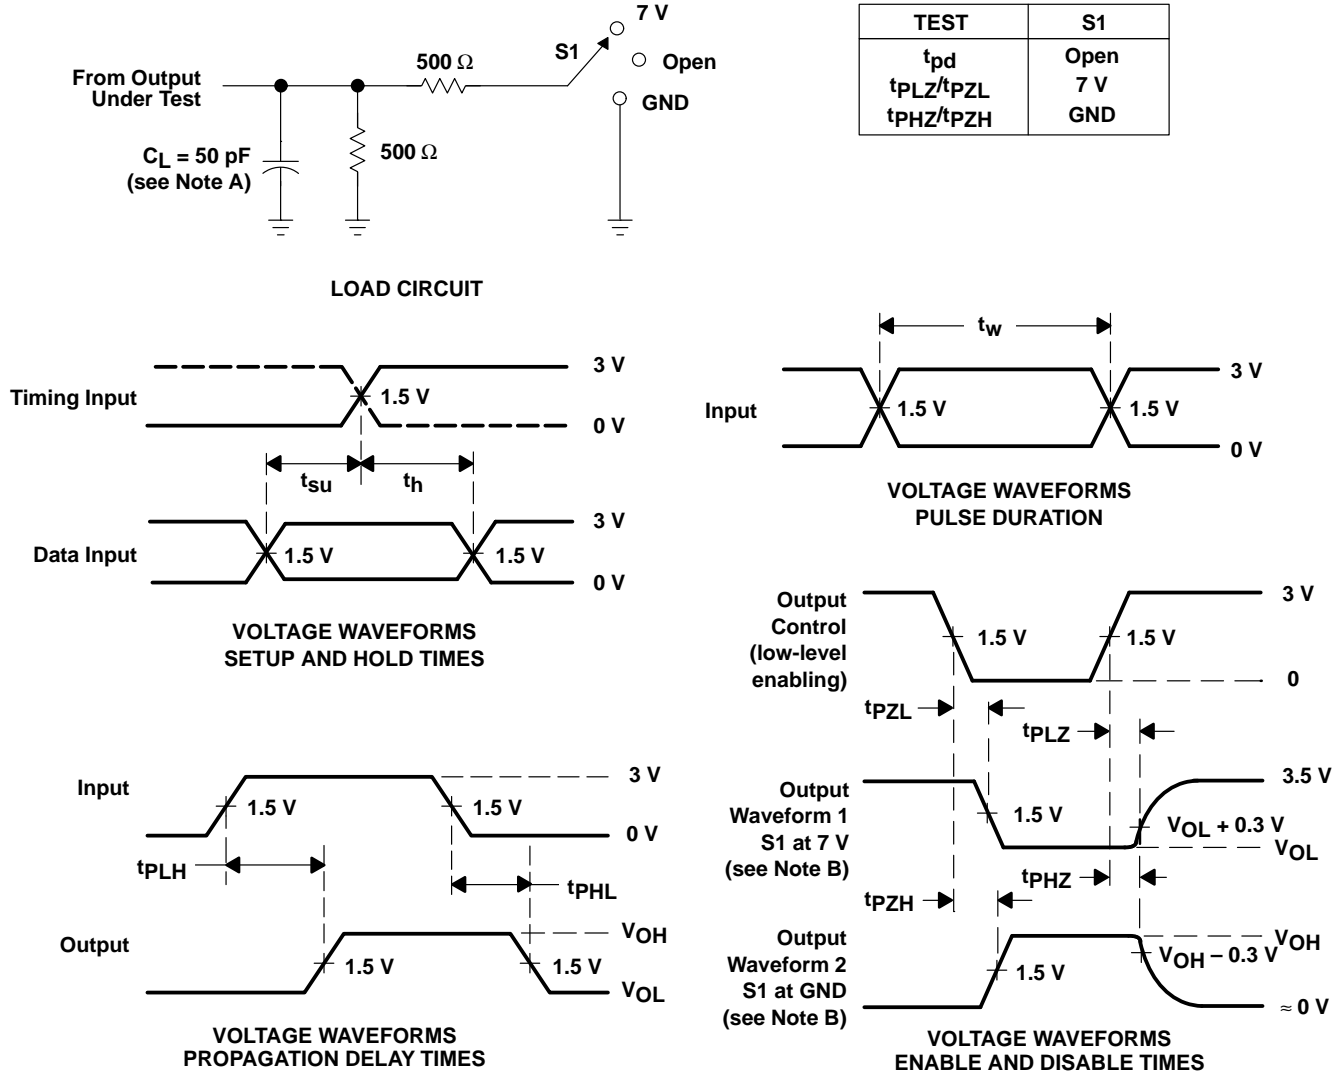 7 V
S1
Open
GND
500 Ω
From Output
Under Test
CL = 50 pF
(see Note A)
500 Ω
LOAD CIRCUIT
TEST S1
tpd Open
tPLZ/tPZL 7 V
tPHZ/tPZH GND
Timing Input
1.5 V
3 V
0 V
tsu
th
Data Input
1.5 V
1.5 V
3 V
0 V
VOLTAGE WAVEFORMS
SETUP AND HOLD TIMES
tw
Input
1.5 V
1.5 V
3 V
0 V
VOLTAGE WAVEFORMS
PULSE DURATION
Input
1.5 V
1.5 V
3 V
0 V
tPLH
tPHL
Output
1.5 V
1.5 V
VOH
VOL
VOLTAGE WAVEFORMS
PROPAGATION DELAY TIMES
Output
Control
(low-level
enabling)
1.5 V
1.5 V
3 V
0
tPZL
tPLZ
Output
Waveform 1
S1 at 7 V
(see Note B)
1.5 V
3.5 V
VOL + 0.3 V
VOL
tPHZ
tPZH
Output
Waveform 2
S1 at GND
(see Note B)
1.5 V
VOH
VOH – 0.3 V
≈ 0 V
VOLTAGE WAVEFORMS
ENABLE AND DISABLE TIMES